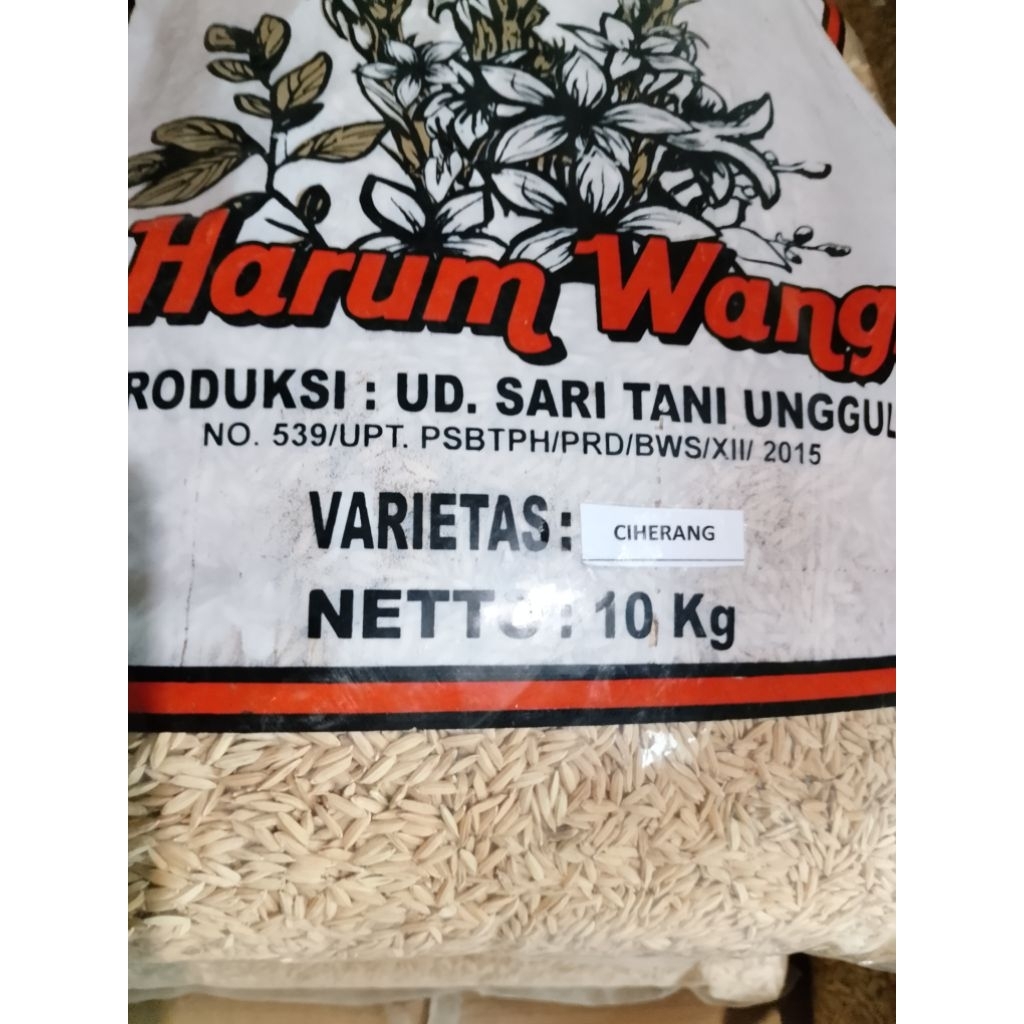 Harum Wang
RODUKSI : UD. SARI TANI UNGGUL
NO. 539/UPT. PSBTPH/PRD/BWS/XII/ 2015
VARIETAS : CIHERANG
NETTO : 10 Kg